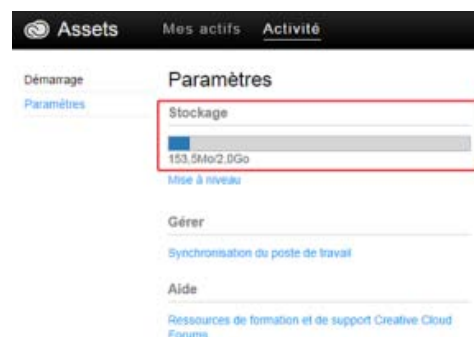 Assets Mes actifs Activité
Démarrage
Paramètres
Paramètres
Stockage
153,5Mo/2,0Go
Mise à niveau
Gérer
Synchronisation du poste de travail
Aide
Ressources de formation et de support Creative Cloud
Forums